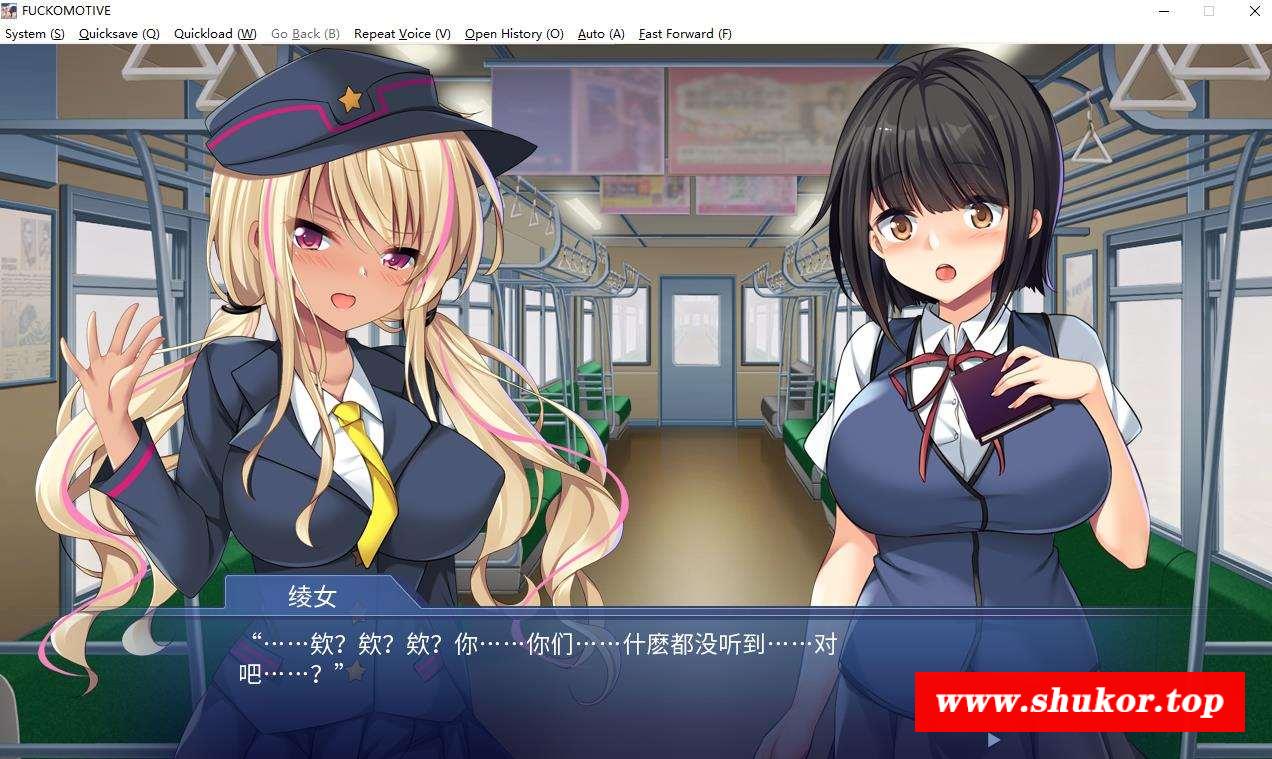 FUCKOMOTIVE
System (S) Quicksave (Q) Quickload (W) Go Back (B) Repeat Voice (V) Open History (O) Auto (A) Fast Forward (F)
绫女
“……欸？欸？欸？你……你们……什麽都没听到……对
吧……？”
www.shukor.top